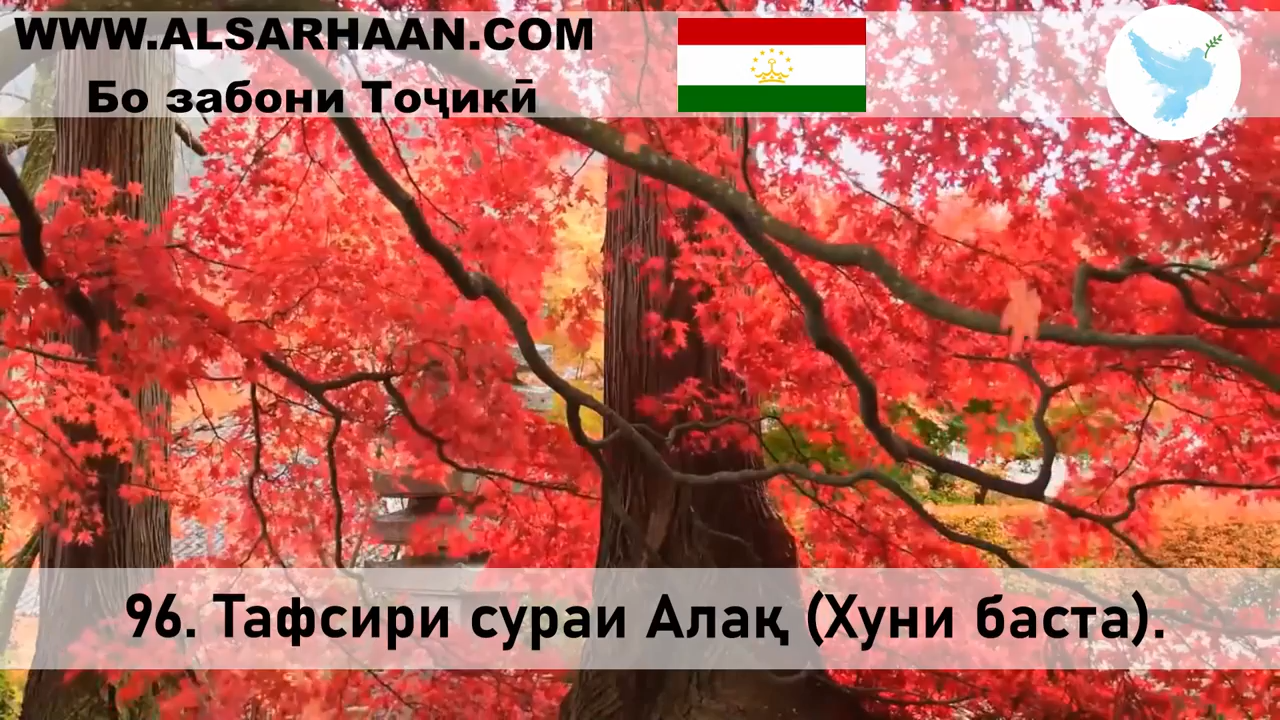 WWW.ALSARHAAN.COM
Бо забони Тоҷикӣ
96. Тафсири сураи Алақ (Хуни баста).